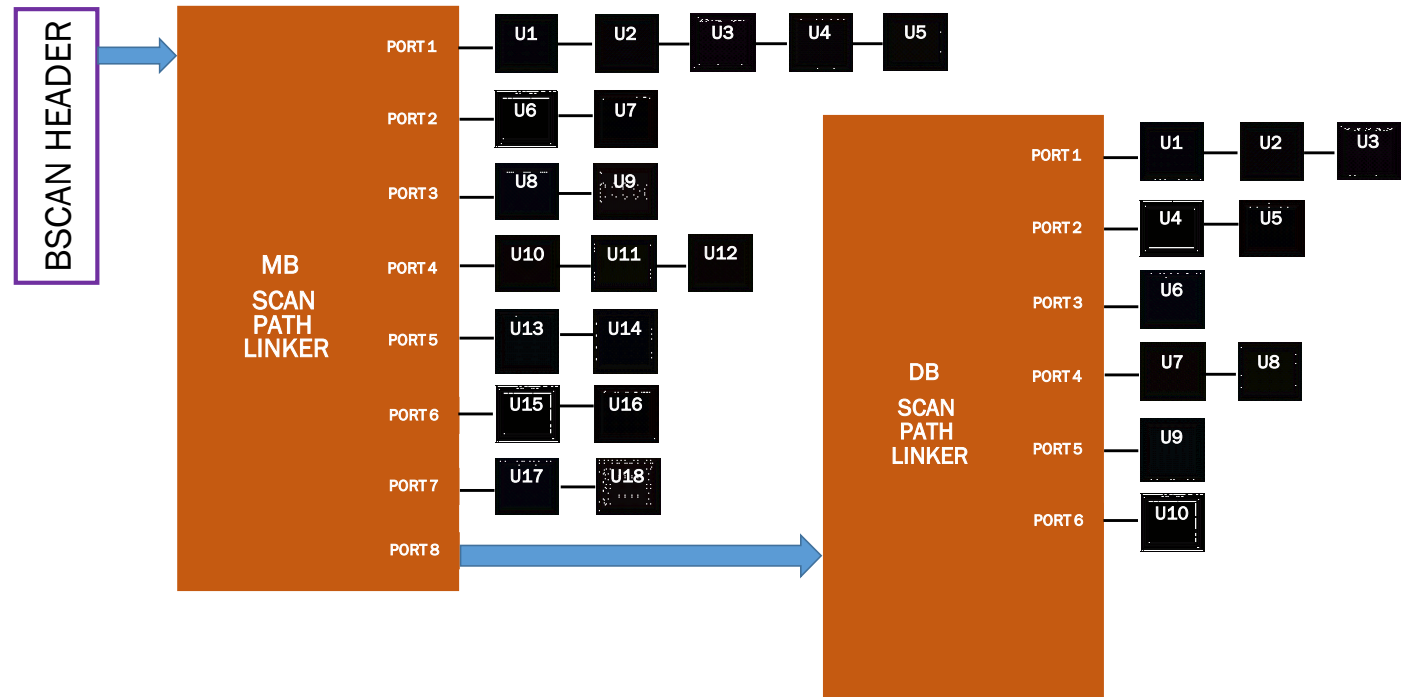 BSCAN HEADER
MB
SCAN
PATH
LINKER
PORT 1
U1 U2 U3 U4 U5
PORT 2
U6 U7
PORT 3
U8 U9
PORT 4
U10 U11 U12
PORT 5
U13 U14
PORT 6
U15 U16
PORT 7
U17 U18
PORT 8
DB
SCAN
PATH
LINKER
PORT 1
U1 U2 U3
PORT 2
U4 U5
PORT 3
U6
PORT 4
U7 U8
PORT 5
U9
PORT 6
U10